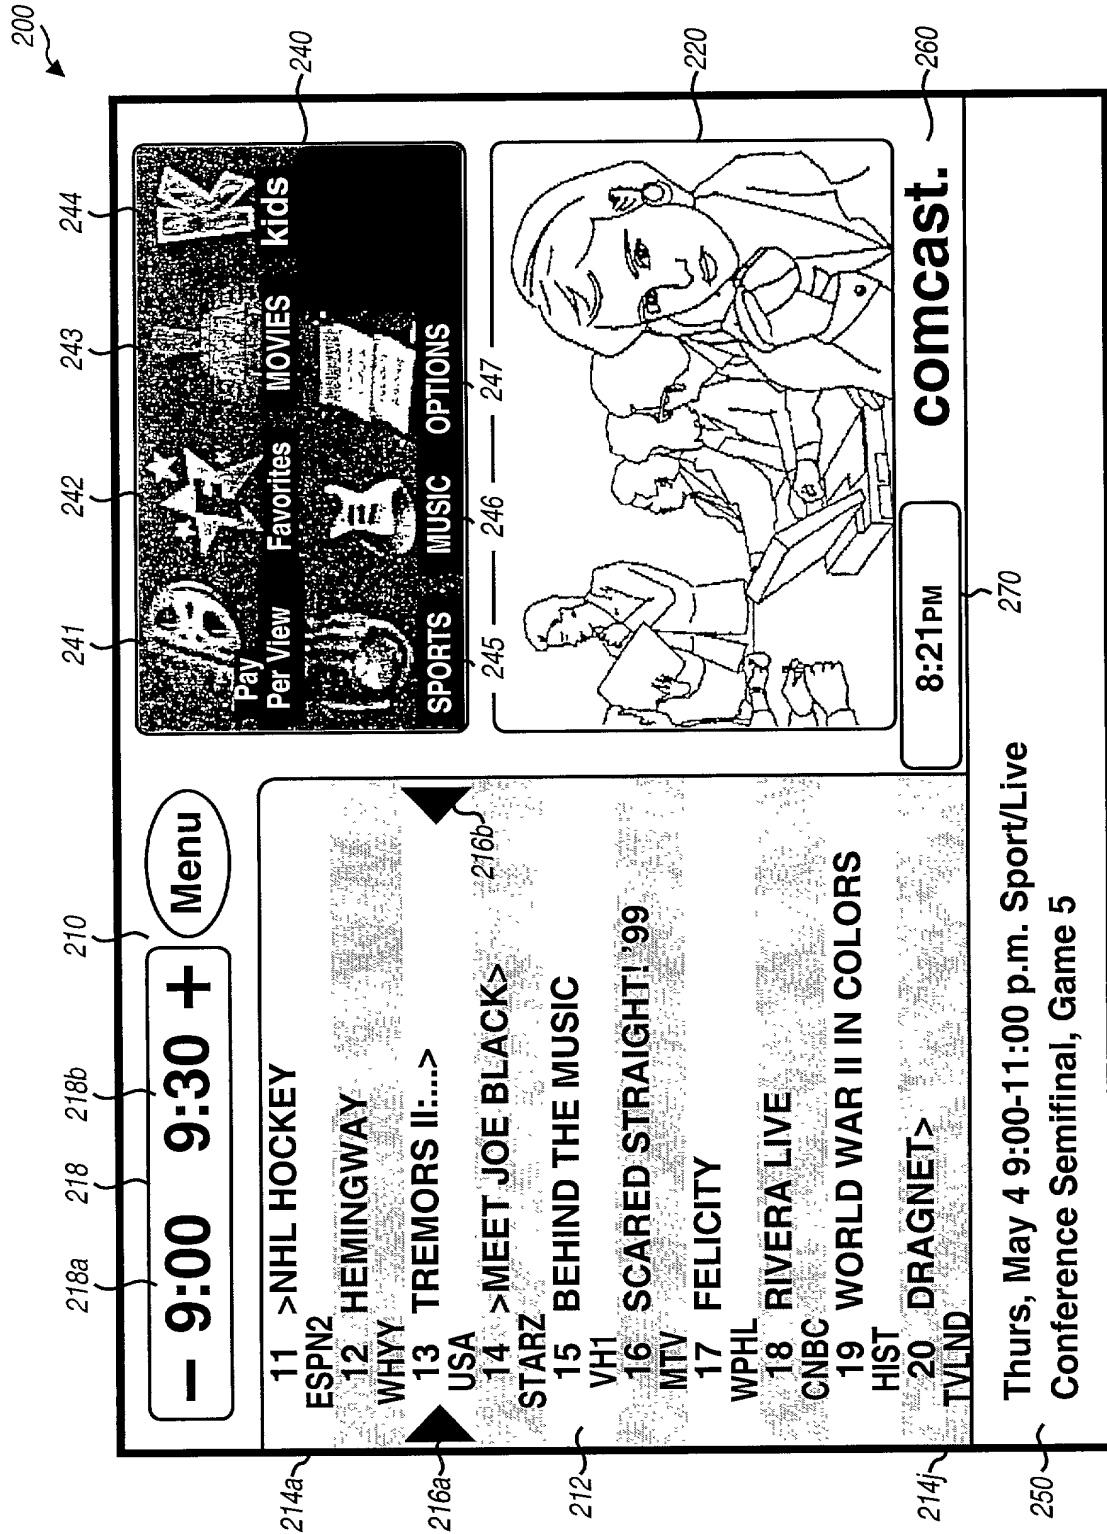 200
218a 218 218b 210
241 242 243 244
240
− 9:00 9:30 +
Menu
Pay
Per View
Favorites
MOVIES
K
kids
SPORTS
MUSIC
OPTIONS
245 246 247
214a
11 >NHL HOCKEY
ESPN2
12 HEMINGWAY
WHYY
13 TREMORS III:....>
USA
216a
216b
14 >MEET JOE BLACK>
STARZ
15 BEHIND THE MUSIC
VH1
212
16 SCARED STRAIGHT! '99
MTV
17 FELICITY
WPHL
18 RIVERA LIVE
CNBC
19 WORLD WAR II IN COLORS
HIST
20 DRAGNET>
TVLND
214j
220
8:21PM
comcast.
260
270
Thurs, May 4 9:00-11:00 p.m. Sport/Live
Conference Semifinal, Game 5
250